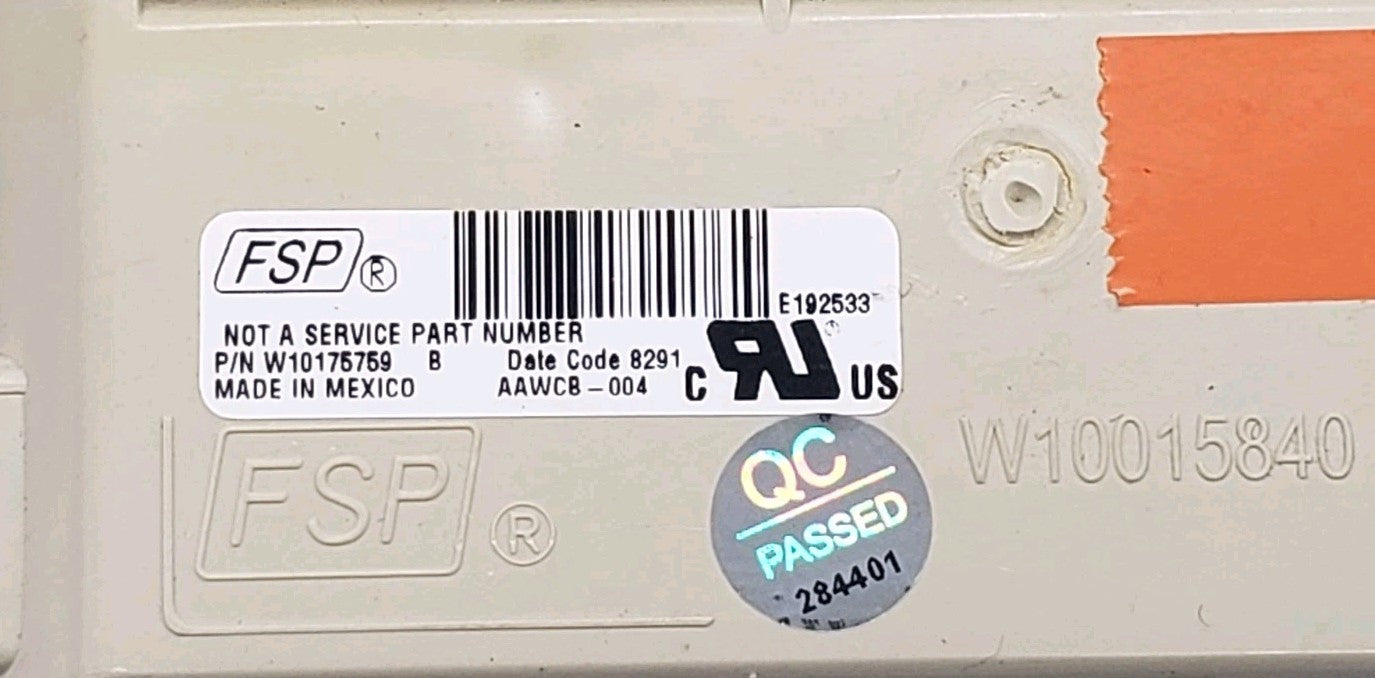 FSP®
E192533
NOT A SERVICE PART NUMBER
P/N W10175759 B Date Code 8291
MADE IN MEXICO AAWCB-004
C RU® US
FSP®
W10015840
QC
PASSED
284401